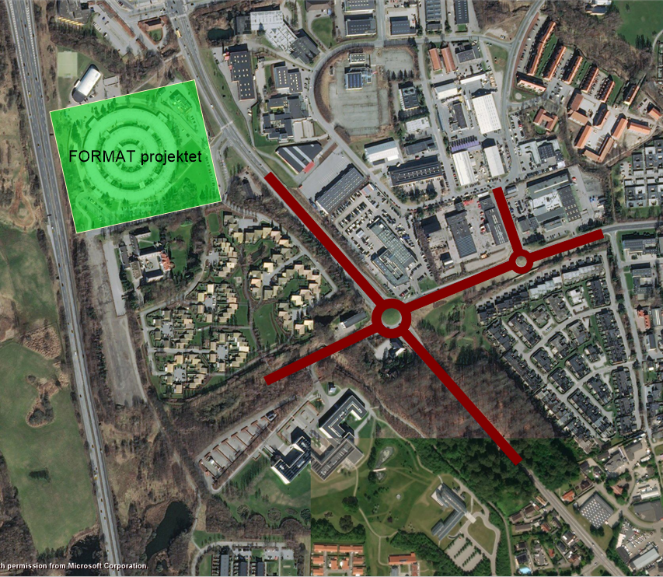 FORMAT projektet
h permission from Microsoft Corporation